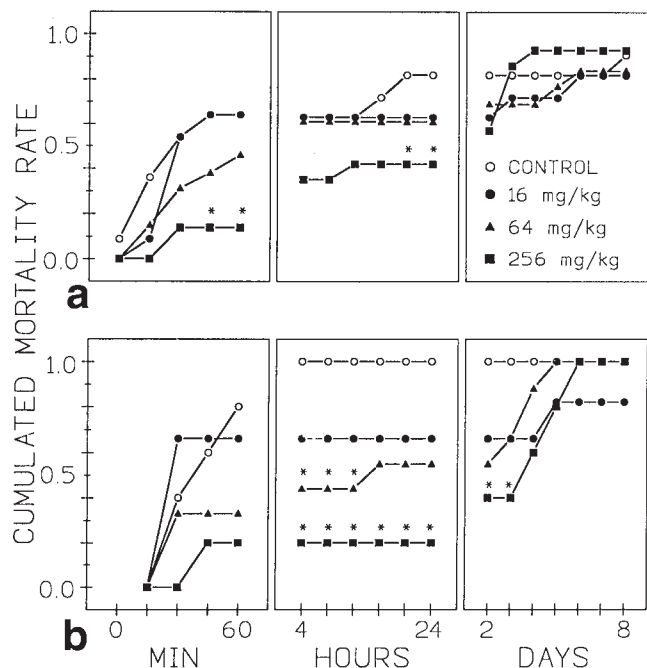 CUMULATED MORTALITY RATE
1.0
0.5
0.0
a
* *
* *
○ CONTROL
● 16 mg/kg
▲ 64 mg/kg
■ 256 mg/kg
1.0
0.5
0.0
b
* * *
* * * * * *
* *
0 60
4 24
2 8
MIN HOURS DAYS